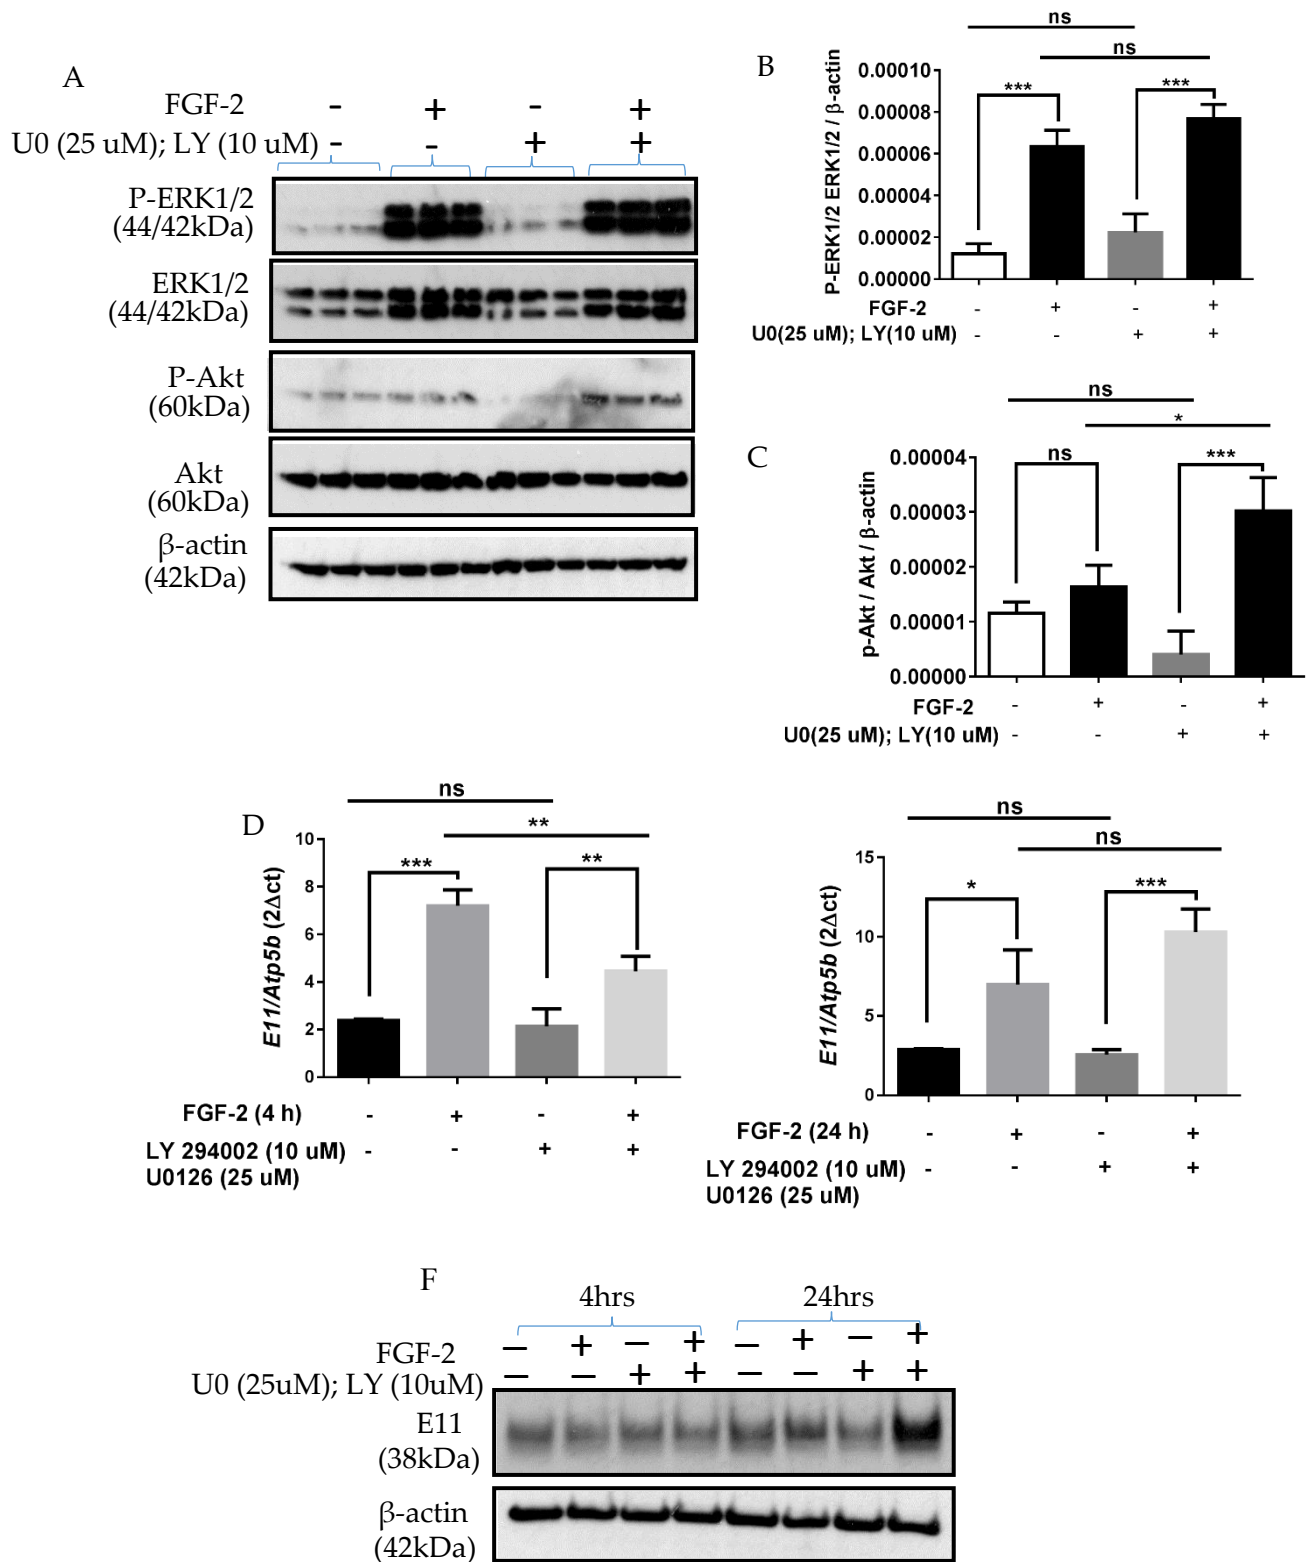 A
FGF-2 - + - +
U0 (25 uM); LY (10 uM) - - + +
P-ERK1/2
(44/42kDa)
ERK1/2
(44/42kDa)
P-Akt
(60kDa)
Akt
(60kDa)
β-actin
(42kDa)
B
ns
ns
*** ***
P-ERK1/2 ERK1/2 / β-actin
0.00010
0.00008
0.00006
0.00004
0.00002
0.00000
FGF-2 - + - +
U0(25 uM); LY(10 uM) - - + +
C
ns
*
ns ***
p-Akt / Akt / β-actin
0.00004
0.00003
0.00002
0.00001
0.00000
FGF-2 - + - +
U0(25 uM); LY(10 uM) - - + +
D
ns
**
*** **
E11/Atp5b (2Δct)
10
8
6
4
2
0
FGF-2 (4 h) - + - +
LY 294002 (10 uM) - - + +
U0126 (25 uM)
ns
ns
* ***
E11/Atp5b (2Δct)
15
10
5
0
FGF-2 (24 h) - + - +
LY 294002 (10 uM) - - + +
U0126 (25 uM)
F
4hrs 24hrs
FGF-2 − + − + − + − +
U0 (25uM); LY (10uM) − − + + − − + +
E11
(38kDa)
β-actin
(42kDa)